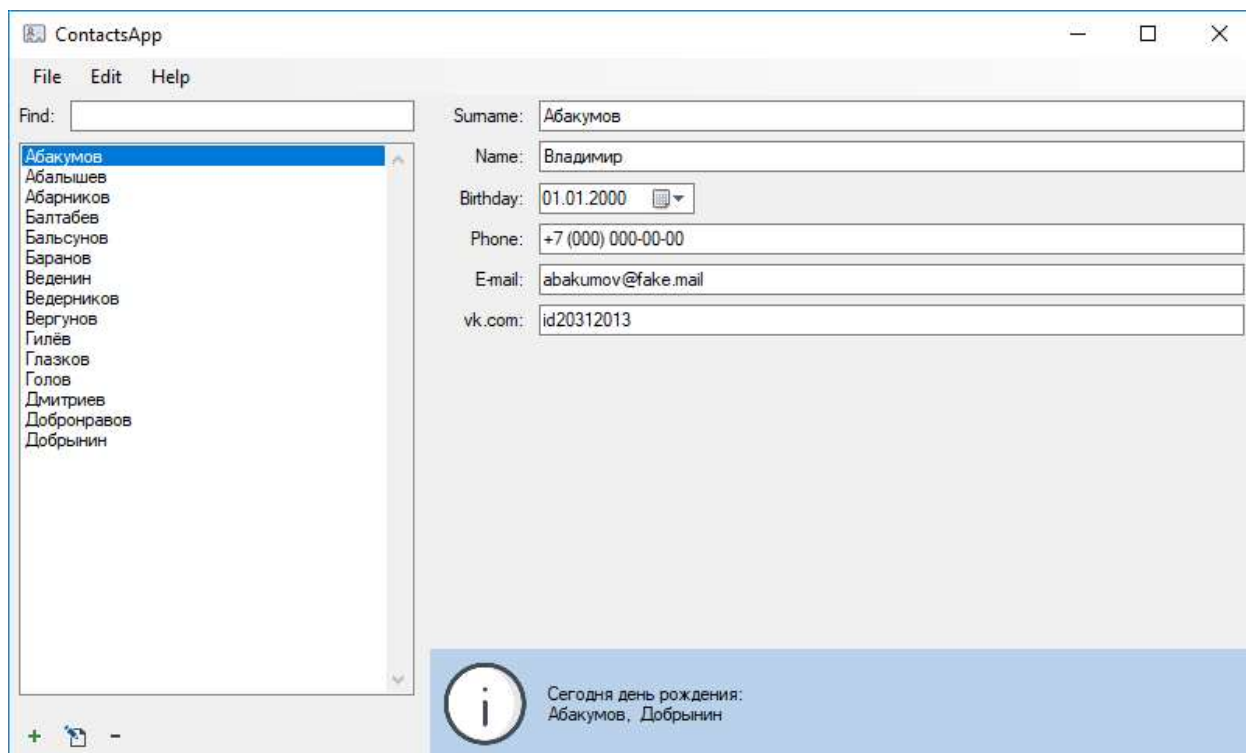 ContactsApp
File Edit Help
Find:
Абакумов
Абалышев
Абарников
Балтабев
Бальсунов
Баранов
Веденин
Ведерников
Вергунов
Гилёв
Глазков
Голов
Дмитриев
Добронравов
Добрынин
Surname: Абакумов
Name: Владимир
Birthday: 01.01.2000
Phone: +7 (000) 000-00-00
E-mail: abakumov@fake.mail
vk.com: id20312013
Сегодня день рождения:
Абакумов, Добрынин